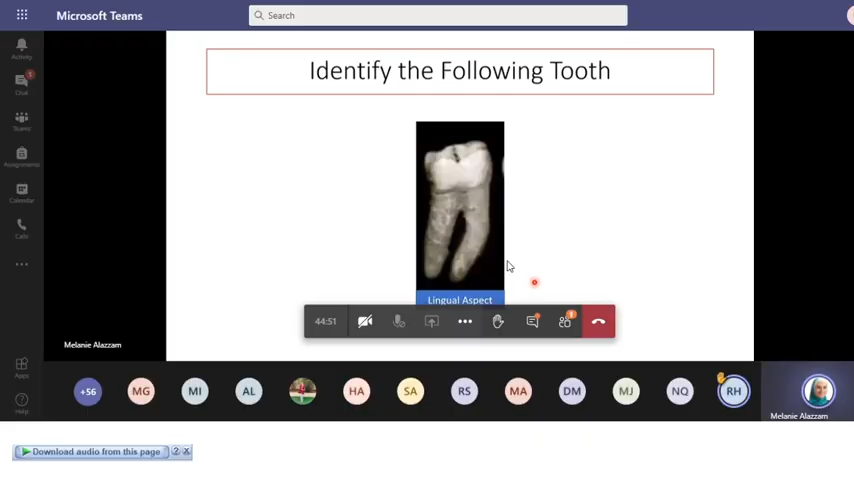 Microsoft Teams
Search
Activity
3
Chat
Teams
Assignments
Calendar
Calls
Apps
Help
Identify the Following Tooth
Lingual Aspect
44:51
Melanie Alazzam
+56
MG
MI
AL
HA
SA
RS
MA
DM
MJ
NQ
RH
Melanie Alazzam
Download audio from this page
?
X